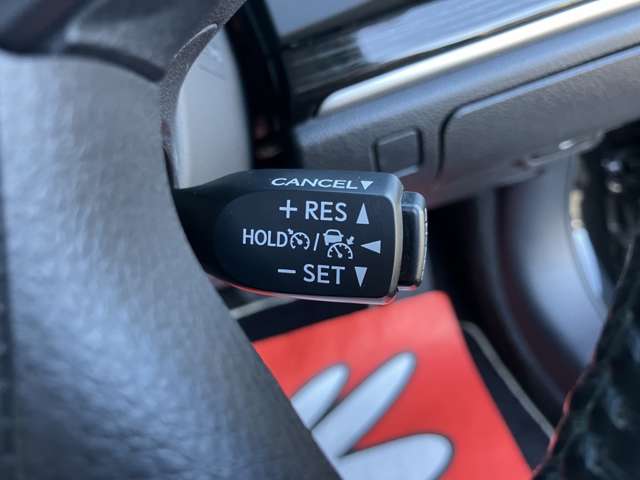 CANCEL
+ RES
HOLD /
- SET